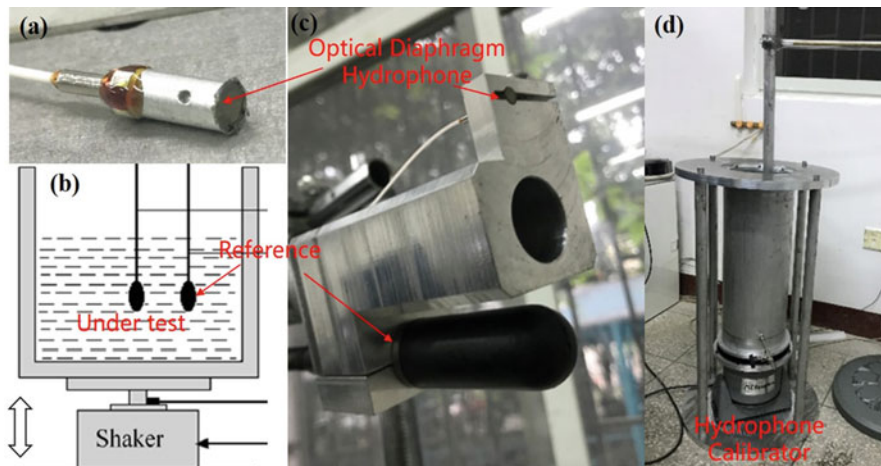 (a)
Optical Diaphragm
Hydrophone
(b)
Reference
Under test
Shaker
(c)
(d)
Hydrophone
Calibrator